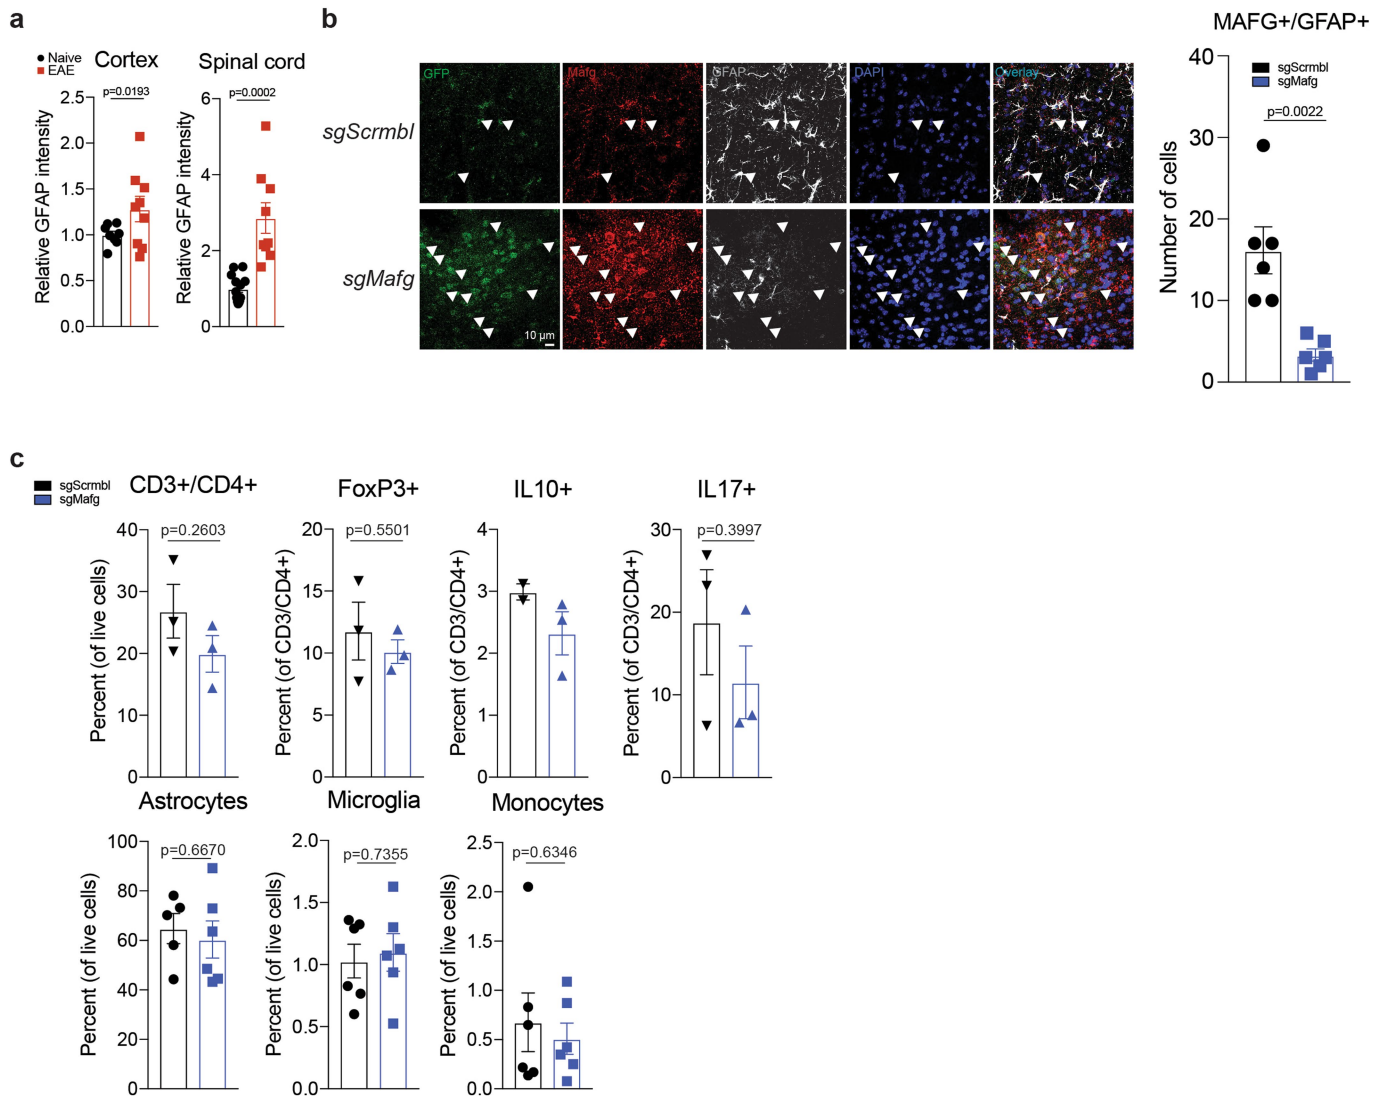 a
Naive
EAE
Cortex
Spinal cord
Relative GFAP intensity
2.5
2.0
1.5
1.0
0.5
0.0
p=0.0193
Relative GFAP intensity
6
4
2
0
p=0.0002
b
GFP
Mafg
GFAP
DAPI
Overlay
sgScrmbl
sgMafg
10 µm
MAFG+/GFAP+
sgScrmbl
sgMafg
p=0.0022
Number of cells
40
30
20
10
0
c
sgScrmbl
sgMafg
CD3+/CD4+
Percent (of live cells)
40
30
20
10
0
p=0.2603
FoxP3+
Percent (of CD3/CD4+)
20
15
10
5
0
p=0.5501
IL10+
Percent (of CD3/CD4+)
4
3
2
1
0
IL17+
Percent (of CD3/CD4+)
30
20
10
0
p=0.3997
Astrocytes
Percent (of live cells)
100
80
60
40
20
0
p=0.6670
Microglia
Percent (of live cells)
2.0
1.5
1.0
0.5
0.0
p=0.7355
Monocytes
Percent (of live cells)
2.5
2.0
1.5
1.0
0.5
0.0
p=0.6346